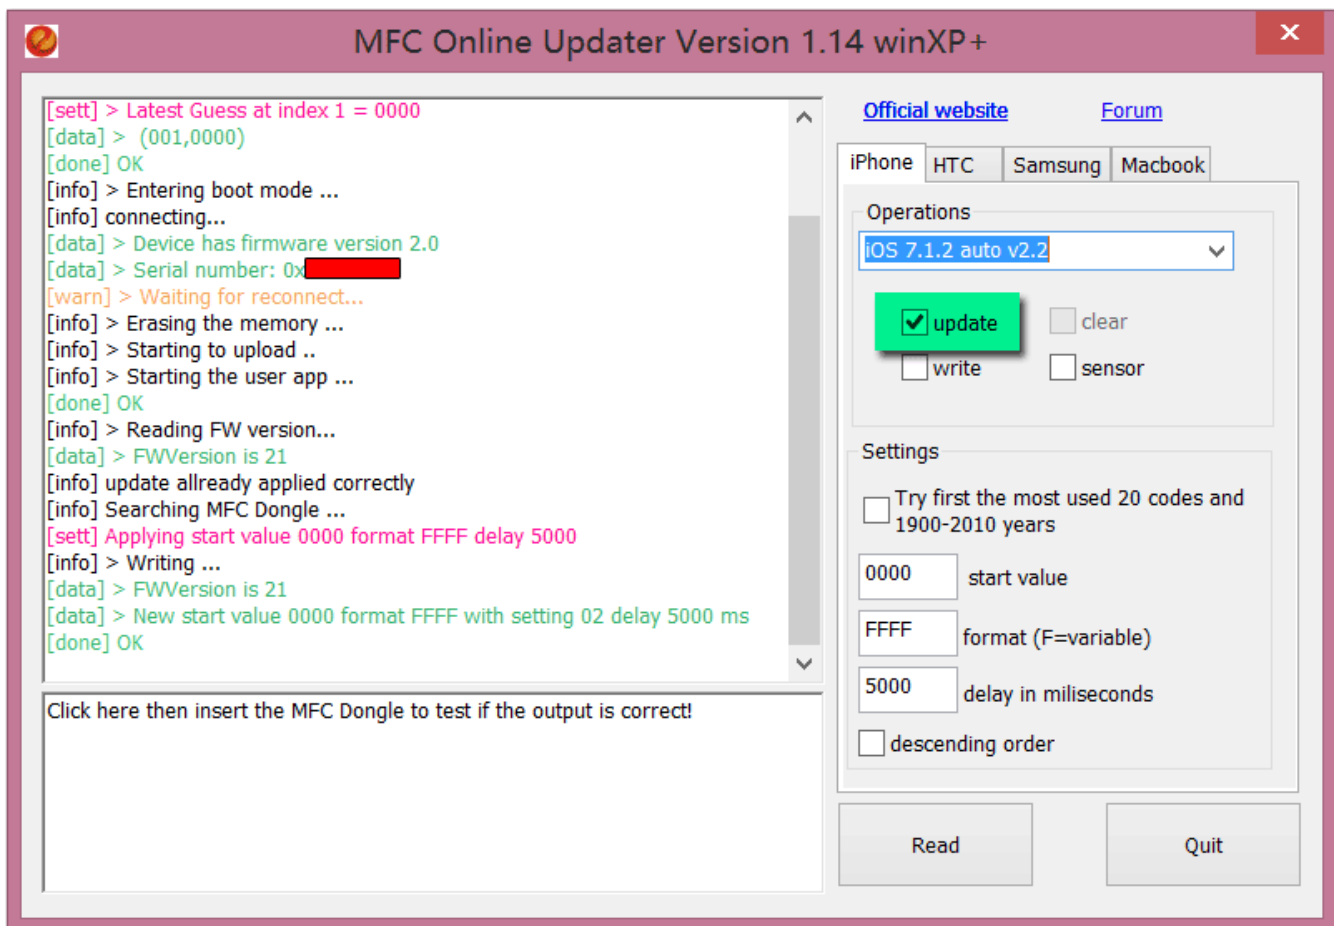 MFC Online Updater Version 1.14 winXP+
[sett] > Latest Guess at index 1 = 0000
[data] > (001,0000)
[done] OK
[info] > Entering boot mode ...
[info] connecting...
[data] > Device has firmware version 2.0
[data] > Serial number: 0x
[warn] > Waiting for reconnect...
[info] > Erasing the memory ...
[info] > Starting to upload ..
[info] > Starting the user app ...
[done] OK
[info] > Reading FW version...
[data] > FWVersion is 21
[info] update allready applied correctly
[info] Searching MFC Dongle ...
[sett] Applying start value 0000 format FFFF delay 5000
[info] > Writing ...
[data] > FWVersion is 21
[data] > New start value 0000 format FFFF with setting 02 delay 5000 ms
[done] OK
Click here then insert the MFC Dongle to test if the output is correct!
Official website Forum
iPhone HTC Samsung Macbook
Operations
iOS 7.1.2 auto v2.2
update clear
write sensor
Settings
Try first the most used 20 codes and
1900-2010 years
0000 start value
FFFF format (F=variable)
5000 delay in miliseconds
descending order
Read Quit